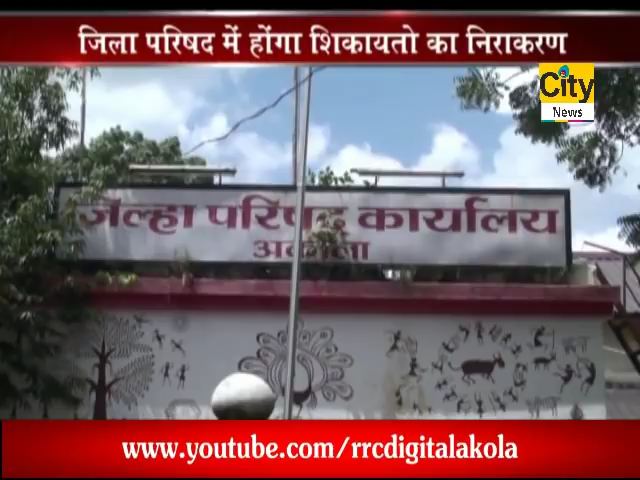 जिला परिषद में होंगा शिकायतो का निराकरण
City
News
जिल्हा परिषद कार्यालय
अकोला
www.youtube.com/rrcdigitalakola